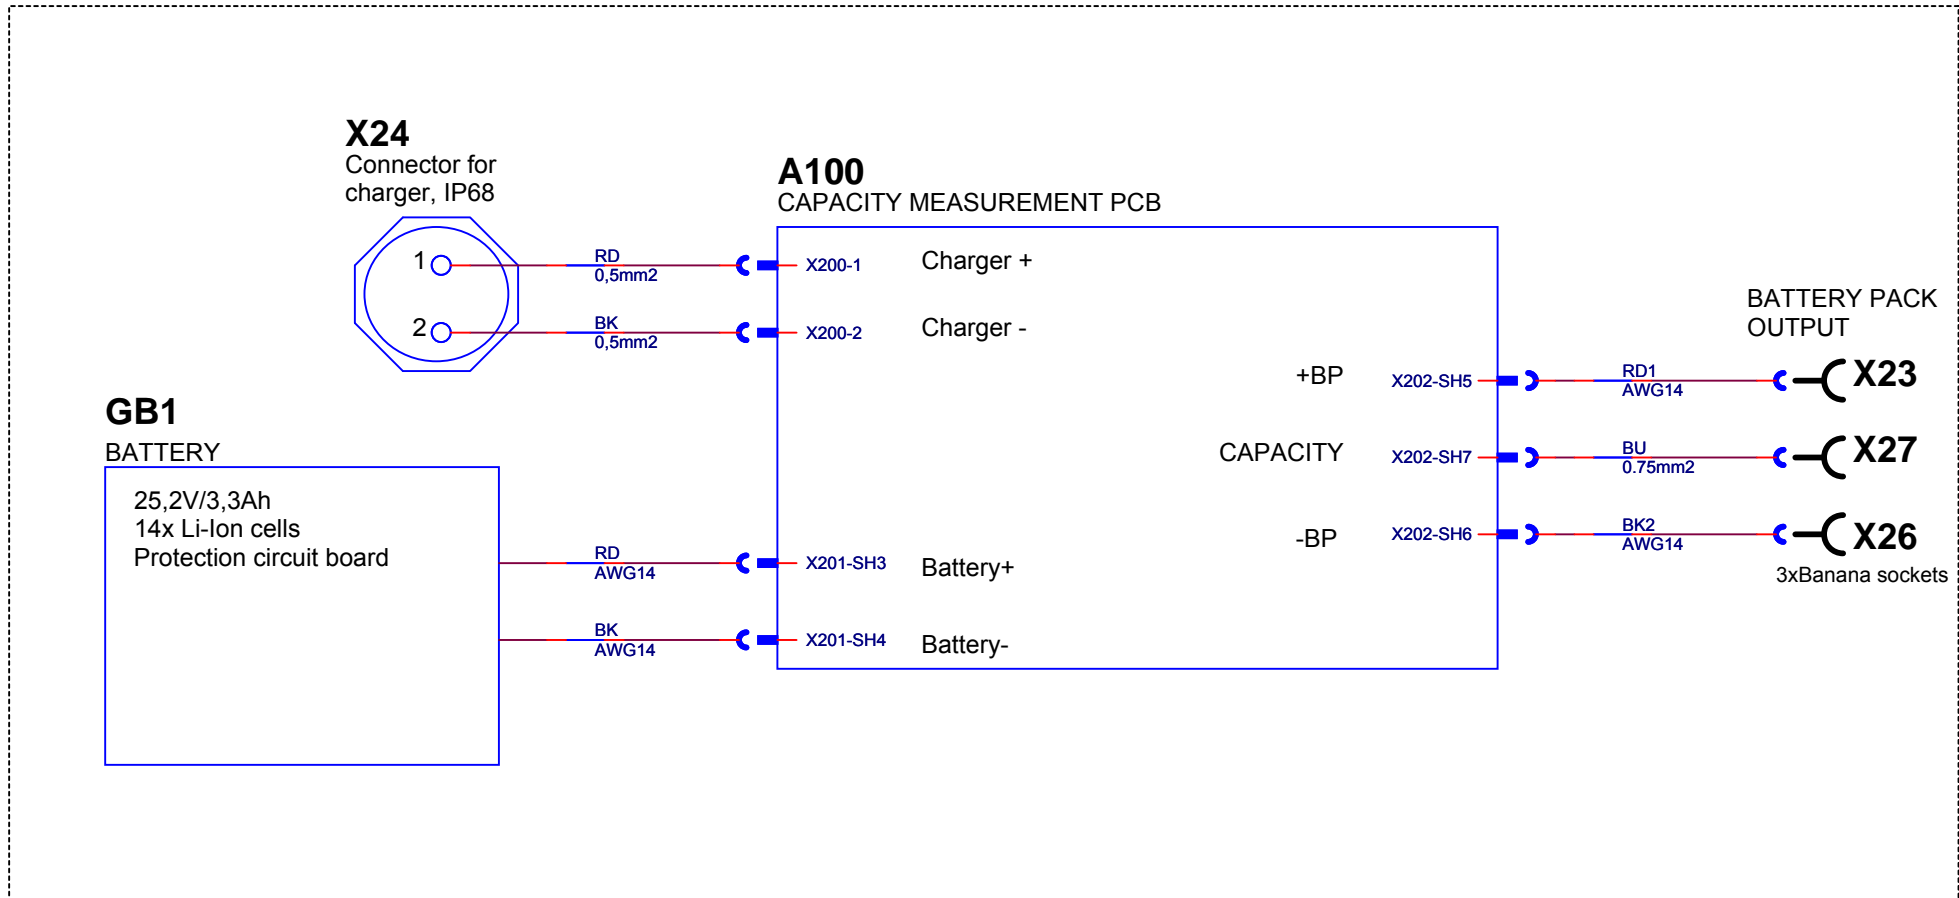 X24
Connector for
charger, IP68
1
RD
0,5mm2
2
BK
0,5mm2
A100
CAPACITY MEASUREMENT PCB
X200-1
Charger +
X200-2
Charger -
GB1
BATTERY
25,2V/3,3Ah
14x Li-Ion cells
Protection circuit board
RD
AWG14
BK
AWG14
X201-SH3
Battery+
X201-SH4
Battery-
+BP
X202-SH5
CAPACITY
X202-SH7
-BP
X202-SH6
BATTERY PACK
OUTPUT
RD1
AWG14
X23
BU
0.75mm2
X27
BK2
AWG14
X26
3xBanana sockets